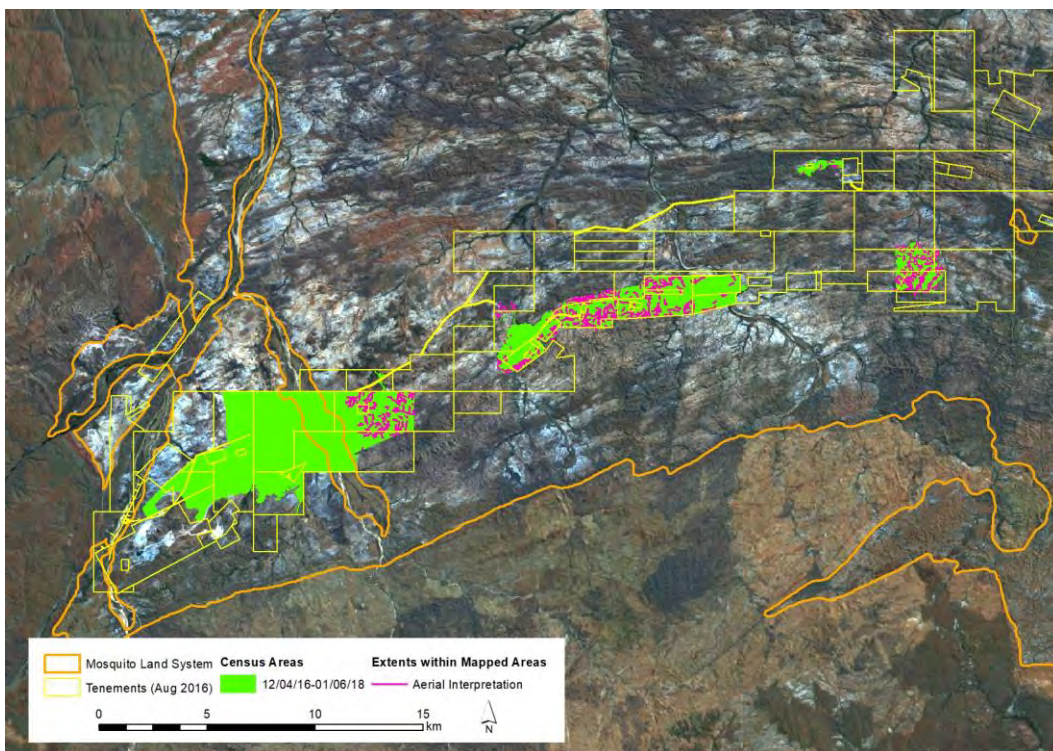 Mosquito Land System Census Areas Extents within Mapped Areas
Tenements (Aug 2016) 12/04/16-01/06/18 Aerial Interpretation
0 5 10 15
km
N